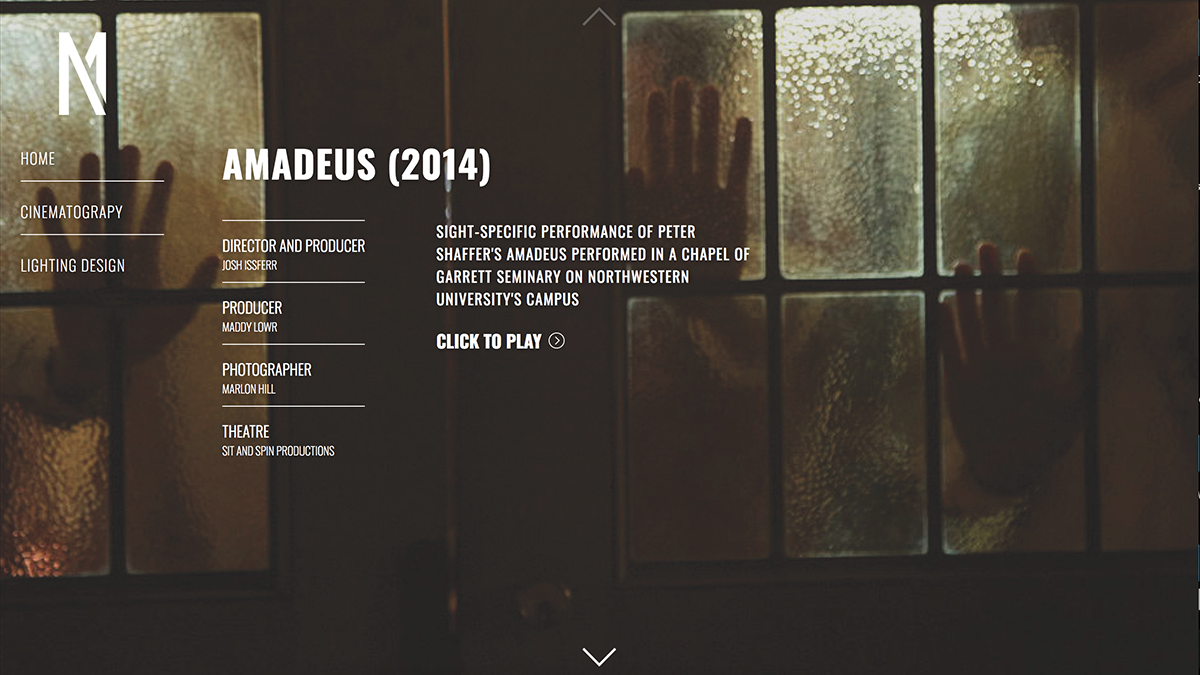 HOME
CINEMATOGRAPY
LIGHTING DESIGN
AMADEUS (2014)
DIRECTOR AND PRODUCER
JOSH ISSFERR
PRODUCER
MADDY LOWR
PHOTOGRAPHER
MARLON HILL
THEATRE
SIT AND SPIN PRODUCTIONS
SIGHT-SPECIFIC PERFORMANCE OF PETER
SHAFFER'S AMADEUS PERFORMED IN A CHAPEL OF
GARRETT SEMINARY ON NORTHWESTERN
UNIVERSITY'S CAMPUS
CLICK TO PLAY